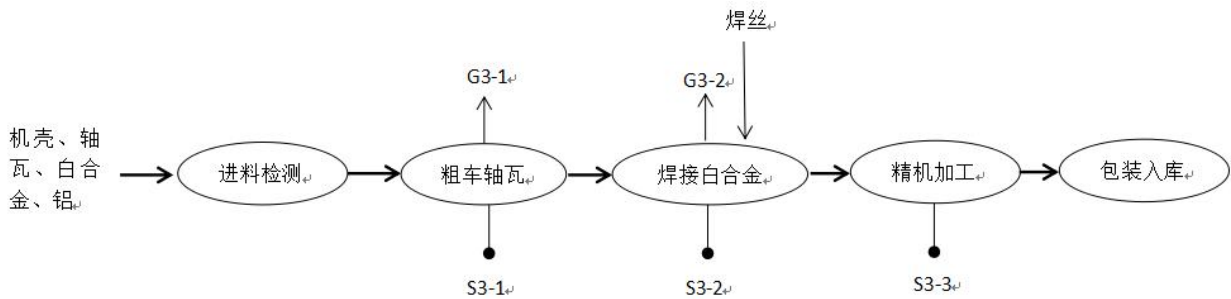 焊丝
G3-1
G3-2
机壳、轴
瓦、白合
金、铝
进料检测
粗车轴瓦
焊接白合金
精机加工
包装入库
S3-1
S3-2
S3-3